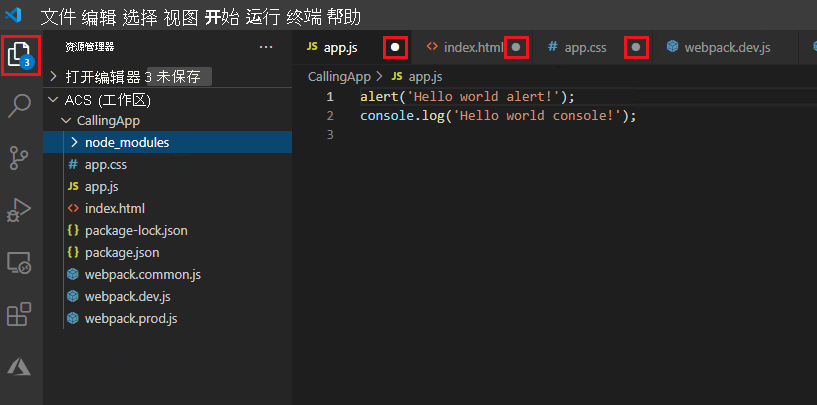 文件 编辑 选择 视图 开始 运行 终端 帮助
资源管理器 ···
3
打开编辑器 3 未保存
ACS (工作区)
CallingApp
node_modules
# app.css
JS app.js
<> index.html
{} package-lock.json
{} package.json
webpack.common.js
webpack.dev.js
webpack.prod.js
JS app.js
<> index.html
# app.css
webpack.dev.js
CallingApp > JS app.js
1 alert('Hello world alert!');
2 console.log('Hello world console!');
3